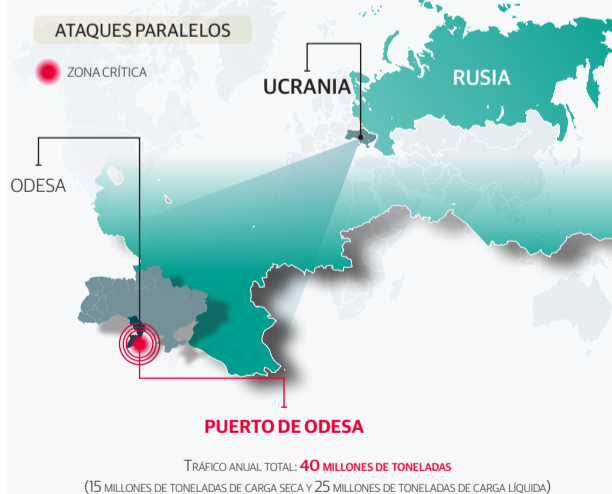 ATAQUES PARALELOS
ZONA CRÍTICA
UCRANIA
RUSIA
ODESA
PUERTO DE ODESA
TRÁFICO ANUAL TOTAL: 40 MILLONES DE TONELADAS
(15 MILLONES DE TONELADAS DE CARGA SECA Y 25 MILLONES DE TONELADAS DE CARGA LÍQUIDA)